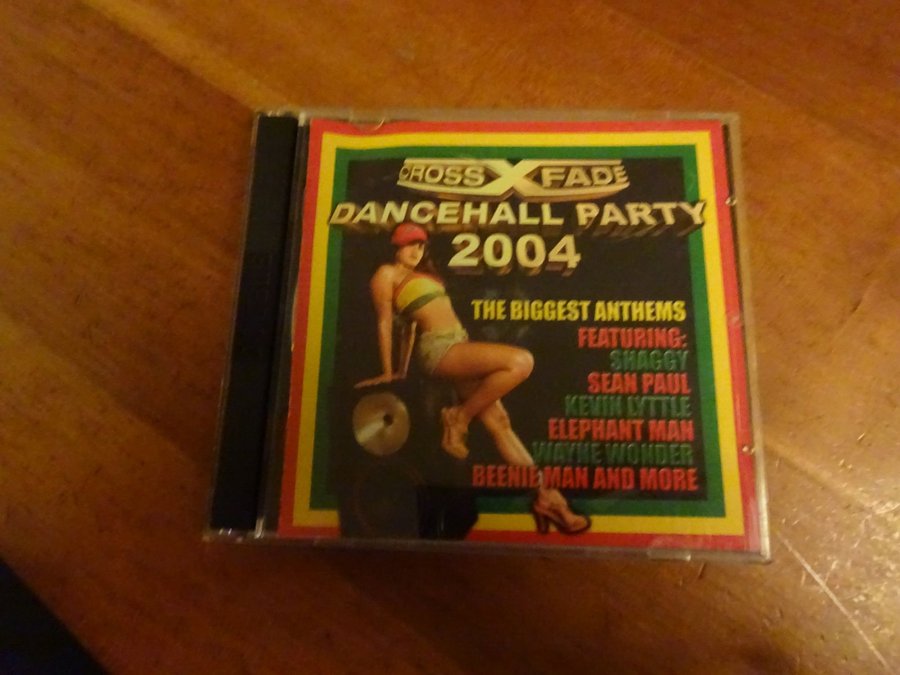 CROSS X FADE
DANCEHALL PARTY
2004
THE BIGGEST ANTHEMS
FEATURING:
SHAGGY
SEAN PAUL
KEVIN LYTTLE
ELEPHANT MAN
WAYNE WONDER
BEENIE MAN AND MORE